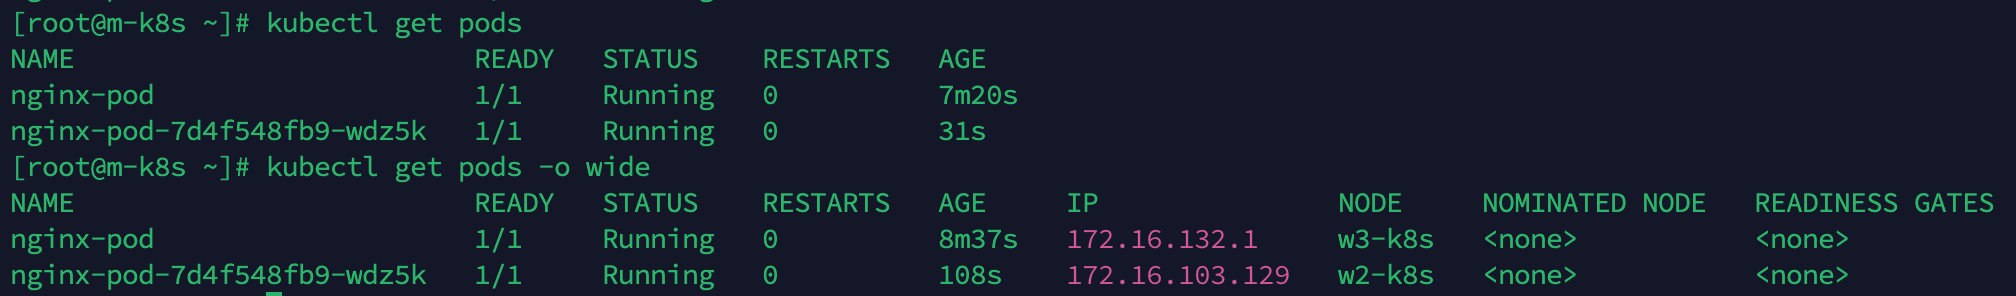 [root@m-k8s ~]# kubectl get pods
NAME READY STATUS RESTARTS AGE
nginx-pod 1/1 Running 0 7m20s
nginx-pod-7d4f548fb9-wdz5k 1/1 Running 0 31s
[root@m-k8s ~]# kubectl get pods -o wide
NAME READY STATUS RESTARTS AGE IP NODE NOMINATED NODE READINESS GATES
nginx-pod 1/1 Running 0 8m37s 172.16.132.1 w3-k8s <none> <none>
nginx-pod-7d4f548fb9-wdz5k 1/1 Running 0 108s 172.16.103.129 w2-k8s <none> <none>